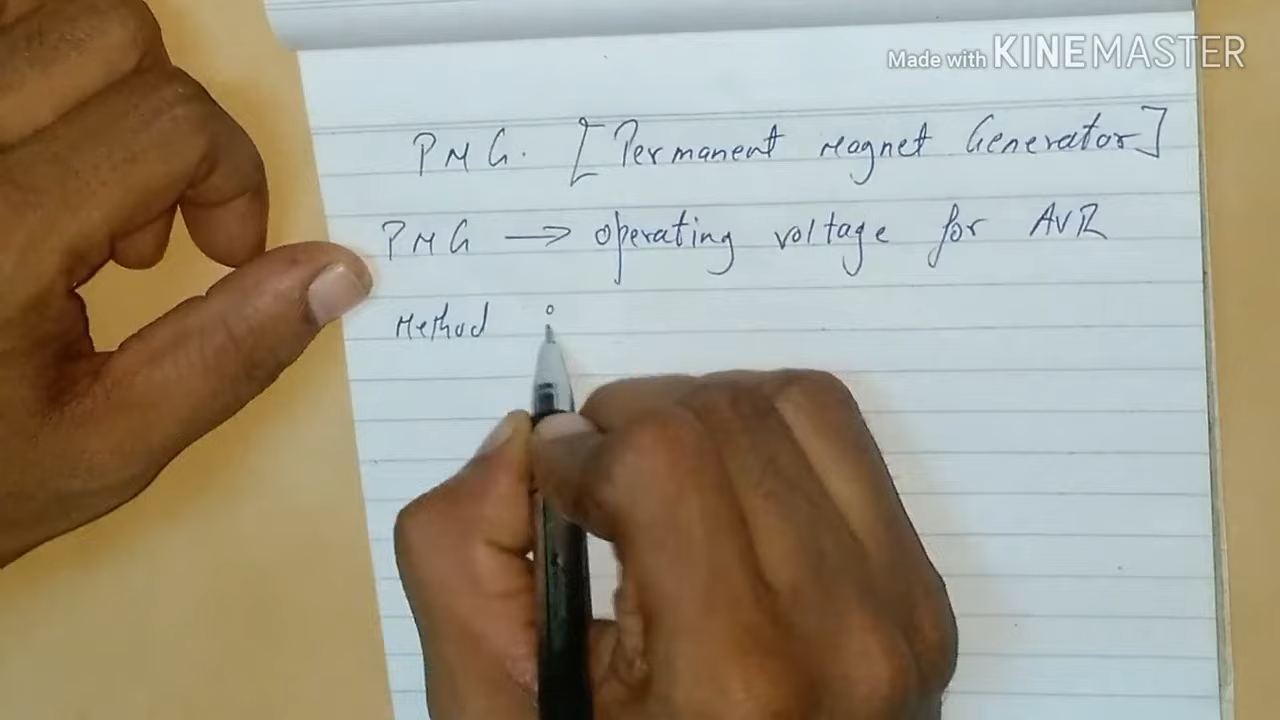 Made with KINEMASTER
PMG. [Permanent Magnet Generator]
PMG → operating voltage for AVR
Method :